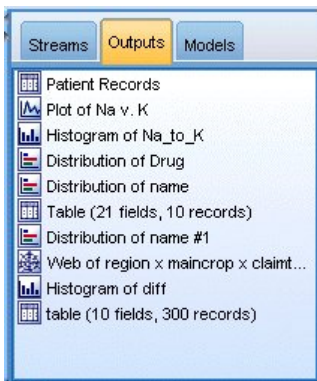 Streams Outputs Models
Patient Records
Plot of Na v. K
Histogram of Na_to_K
Distribution of Drug
Distribution of name
Table (21 fields, 10 records)
Distribution of name #1
Web of region x maincrop x claimt...
Histogram of diff
table (10 fields, 300 records)